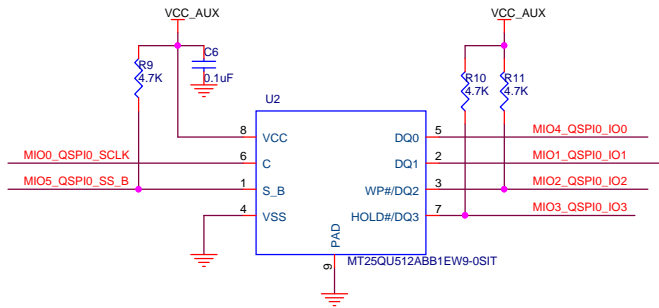 VCC_AUX
VCC_AUX
R9
4.7K
C6
0.1uF
R10
4.7K
R11
4.7K
U2
MIO0_QSPI0_SCLK
MIO5_QSPI0_SS_B
8 VCC
6 C
1 S_B
4 VSS
DQ0 5 MIO4_QSPI0_IO0
DQ1 2 MIO1_QSPI0_IO1
WP#/DQ2 3 MIO2_QSPI0_IO2
HOLD#/DQ3 7 MIO3_QSPI0_IO3
PAD
9
MT25QU512ABB1EW9-0SIT